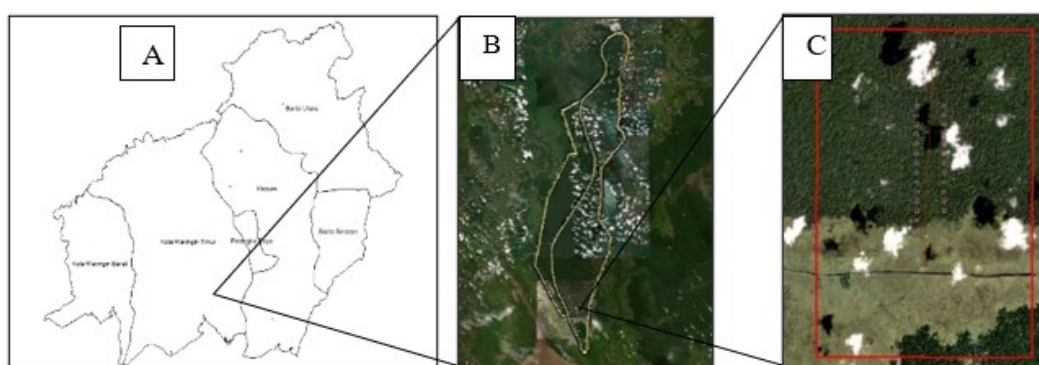 A
B
C
Barito Utara
Kapuas
Barito Selatan
Kota Waringin Timur
Kota Waringin Barat